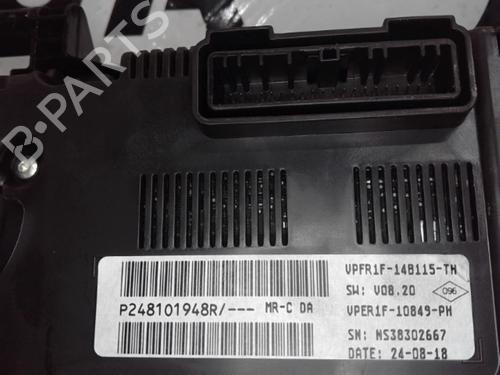 B-PARTS
VPFR1F-14B115-TH
SW: V08.20
096
P248101948R/--- MR-C DA
VPER1F-10849-PH
SN: NS38302667
DATE: 24-08-18